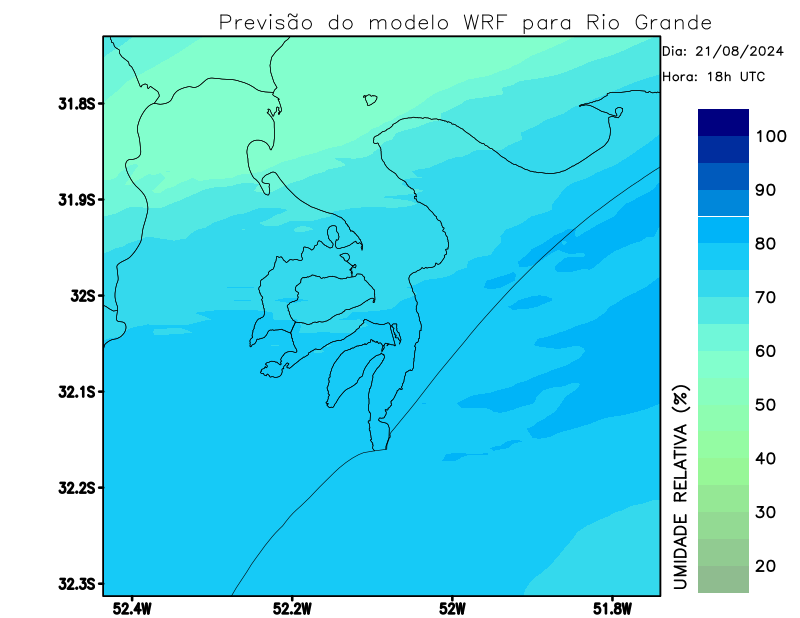 Previsão do modelo WRF para Rio Grande
Dia: 21/08/2024
Hora: 18h UTC
31.8S
31.9S
32S
32.1S
32.2S
32.3S
52.4W
52.2W
52W
51.8W
100
90
80
70
60
50
40
30
20
UMIDADE RELATIVA (%)